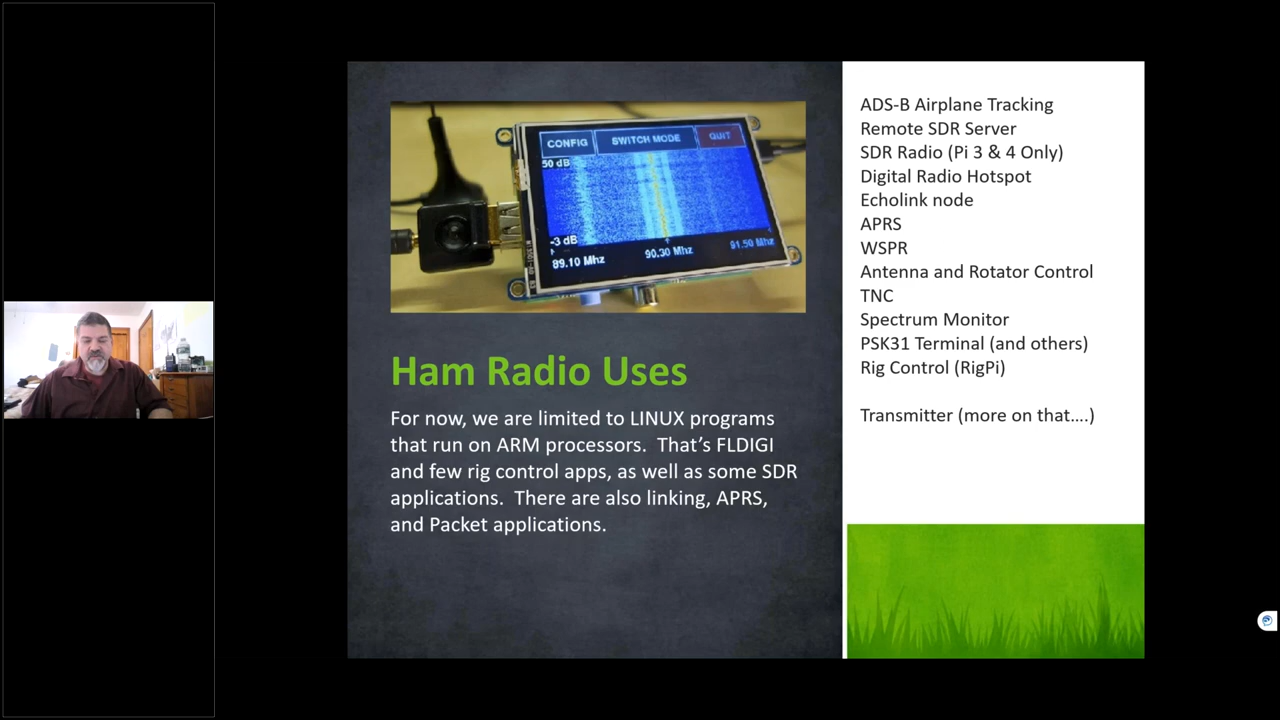 CONFIG
SWITCH MODE
QUIT
50 dB
-3 dB
89.10 Mhz
90.30 Mhz
91.50 Mhz
Ham Radio Uses
For now, we are limited to LINUX programs
that run on ARM processors.  That's FLDIGI
and few rig control apps, as well as some SDR
applications.  There are also linking, APRS,
and Packet applications.
ADS-B Airplane Tracking
Remote SDR Server
SDR Radio (Pi 3 & 4 Only)
Digital Radio Hotspot
Echolink node
APRS
WSPR
Antenna and Rotator Control
TNC
Spectrum Monitor
PSK31 Terminal (and others)
Rig Control (RigPi)
Transmitter (more on that....)